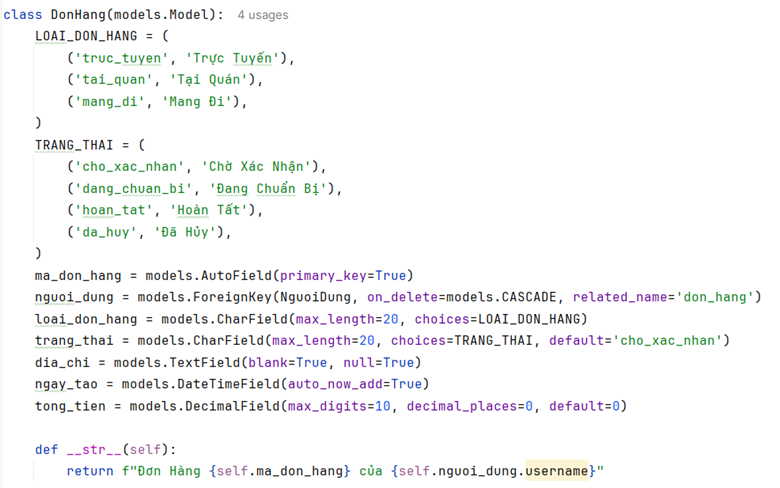 class DonHang(models.Model):  4 usages
    LOAI_DON_HANG = (
        ('truc_tuyen', 'Trực Tuyến'),
        ('tai_quan', 'Tại Quán'),
        ('mang_di', 'Mang Đi'),
    )
    TRANG_THAI = (
        ('cho_xac_nhan', 'Chờ Xác Nhận'),
        ('dang_chuan_bi', 'Đang Chuẩn Bị'),
        ('hoan_tat', 'Hoàn Tất'),
        ('da_huy', 'Đã Hủy'),
    )
    ma_don_hang = models.AutoField(primary_key=True)
    nguoi_dung = models.ForeignKey(NguoiDung, on_delete=models.CASCADE, related_name='don_hang')
    loai_don_hang = models.CharField(max_length=20, choices=LOAI_DON_HANG)
    trang_thai = models.CharField(max_length=20, choices=TRANG_THAI, default='cho_xac_nhan')
    dia_chi = models.TextField(blank=True, null=True)
    ngay_tao = models.DateTimeField(auto_now_add=True)
    tong_tien = models.DecimalField(max_digits=10, decimal_places=0, default=0)

    def __str__(self):
        return f"Đơn Hàng {self.ma_don_hang} của {self.nguoi_dung.username}"